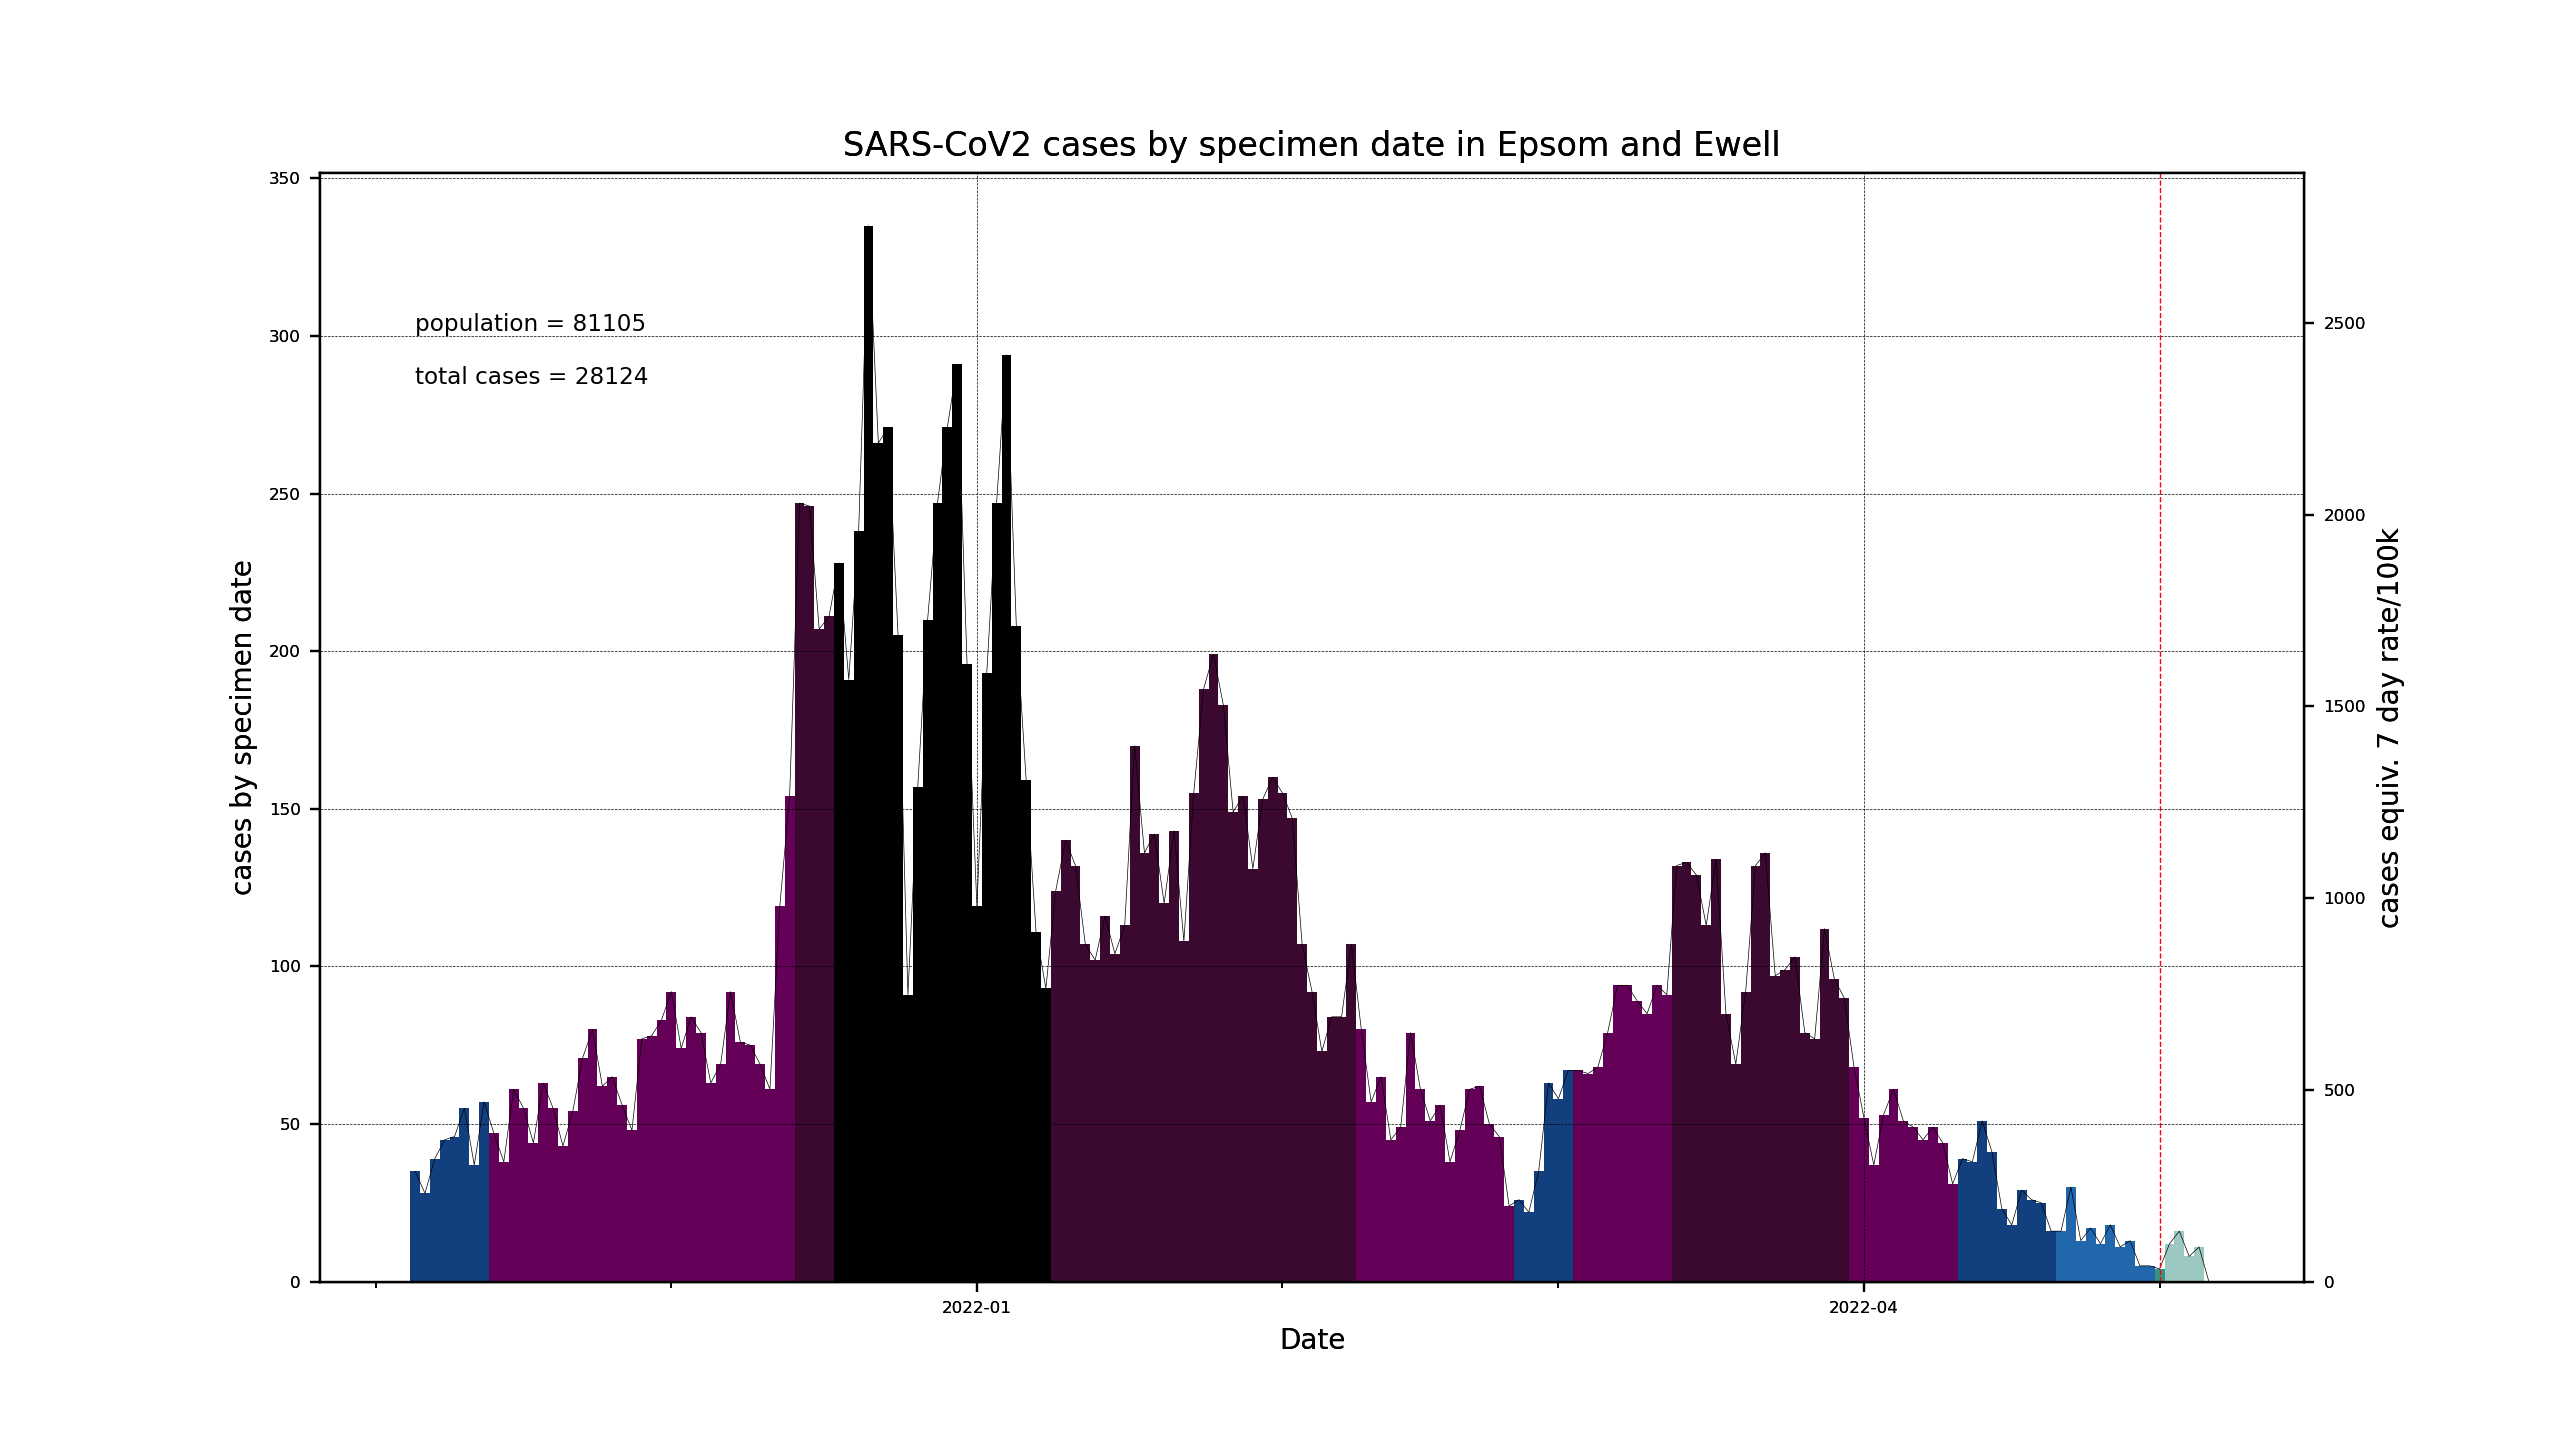 SARS-CoV2 cases by specimen date in Epsom and Ewell
350
300
250
200
150
100
50
0
cases by specimen date
population = 81105
total cases = 28124
2500
2000
1500
1000
500
0
cases equiv. 7 day rate/100k
2022-01
2022-04
Date